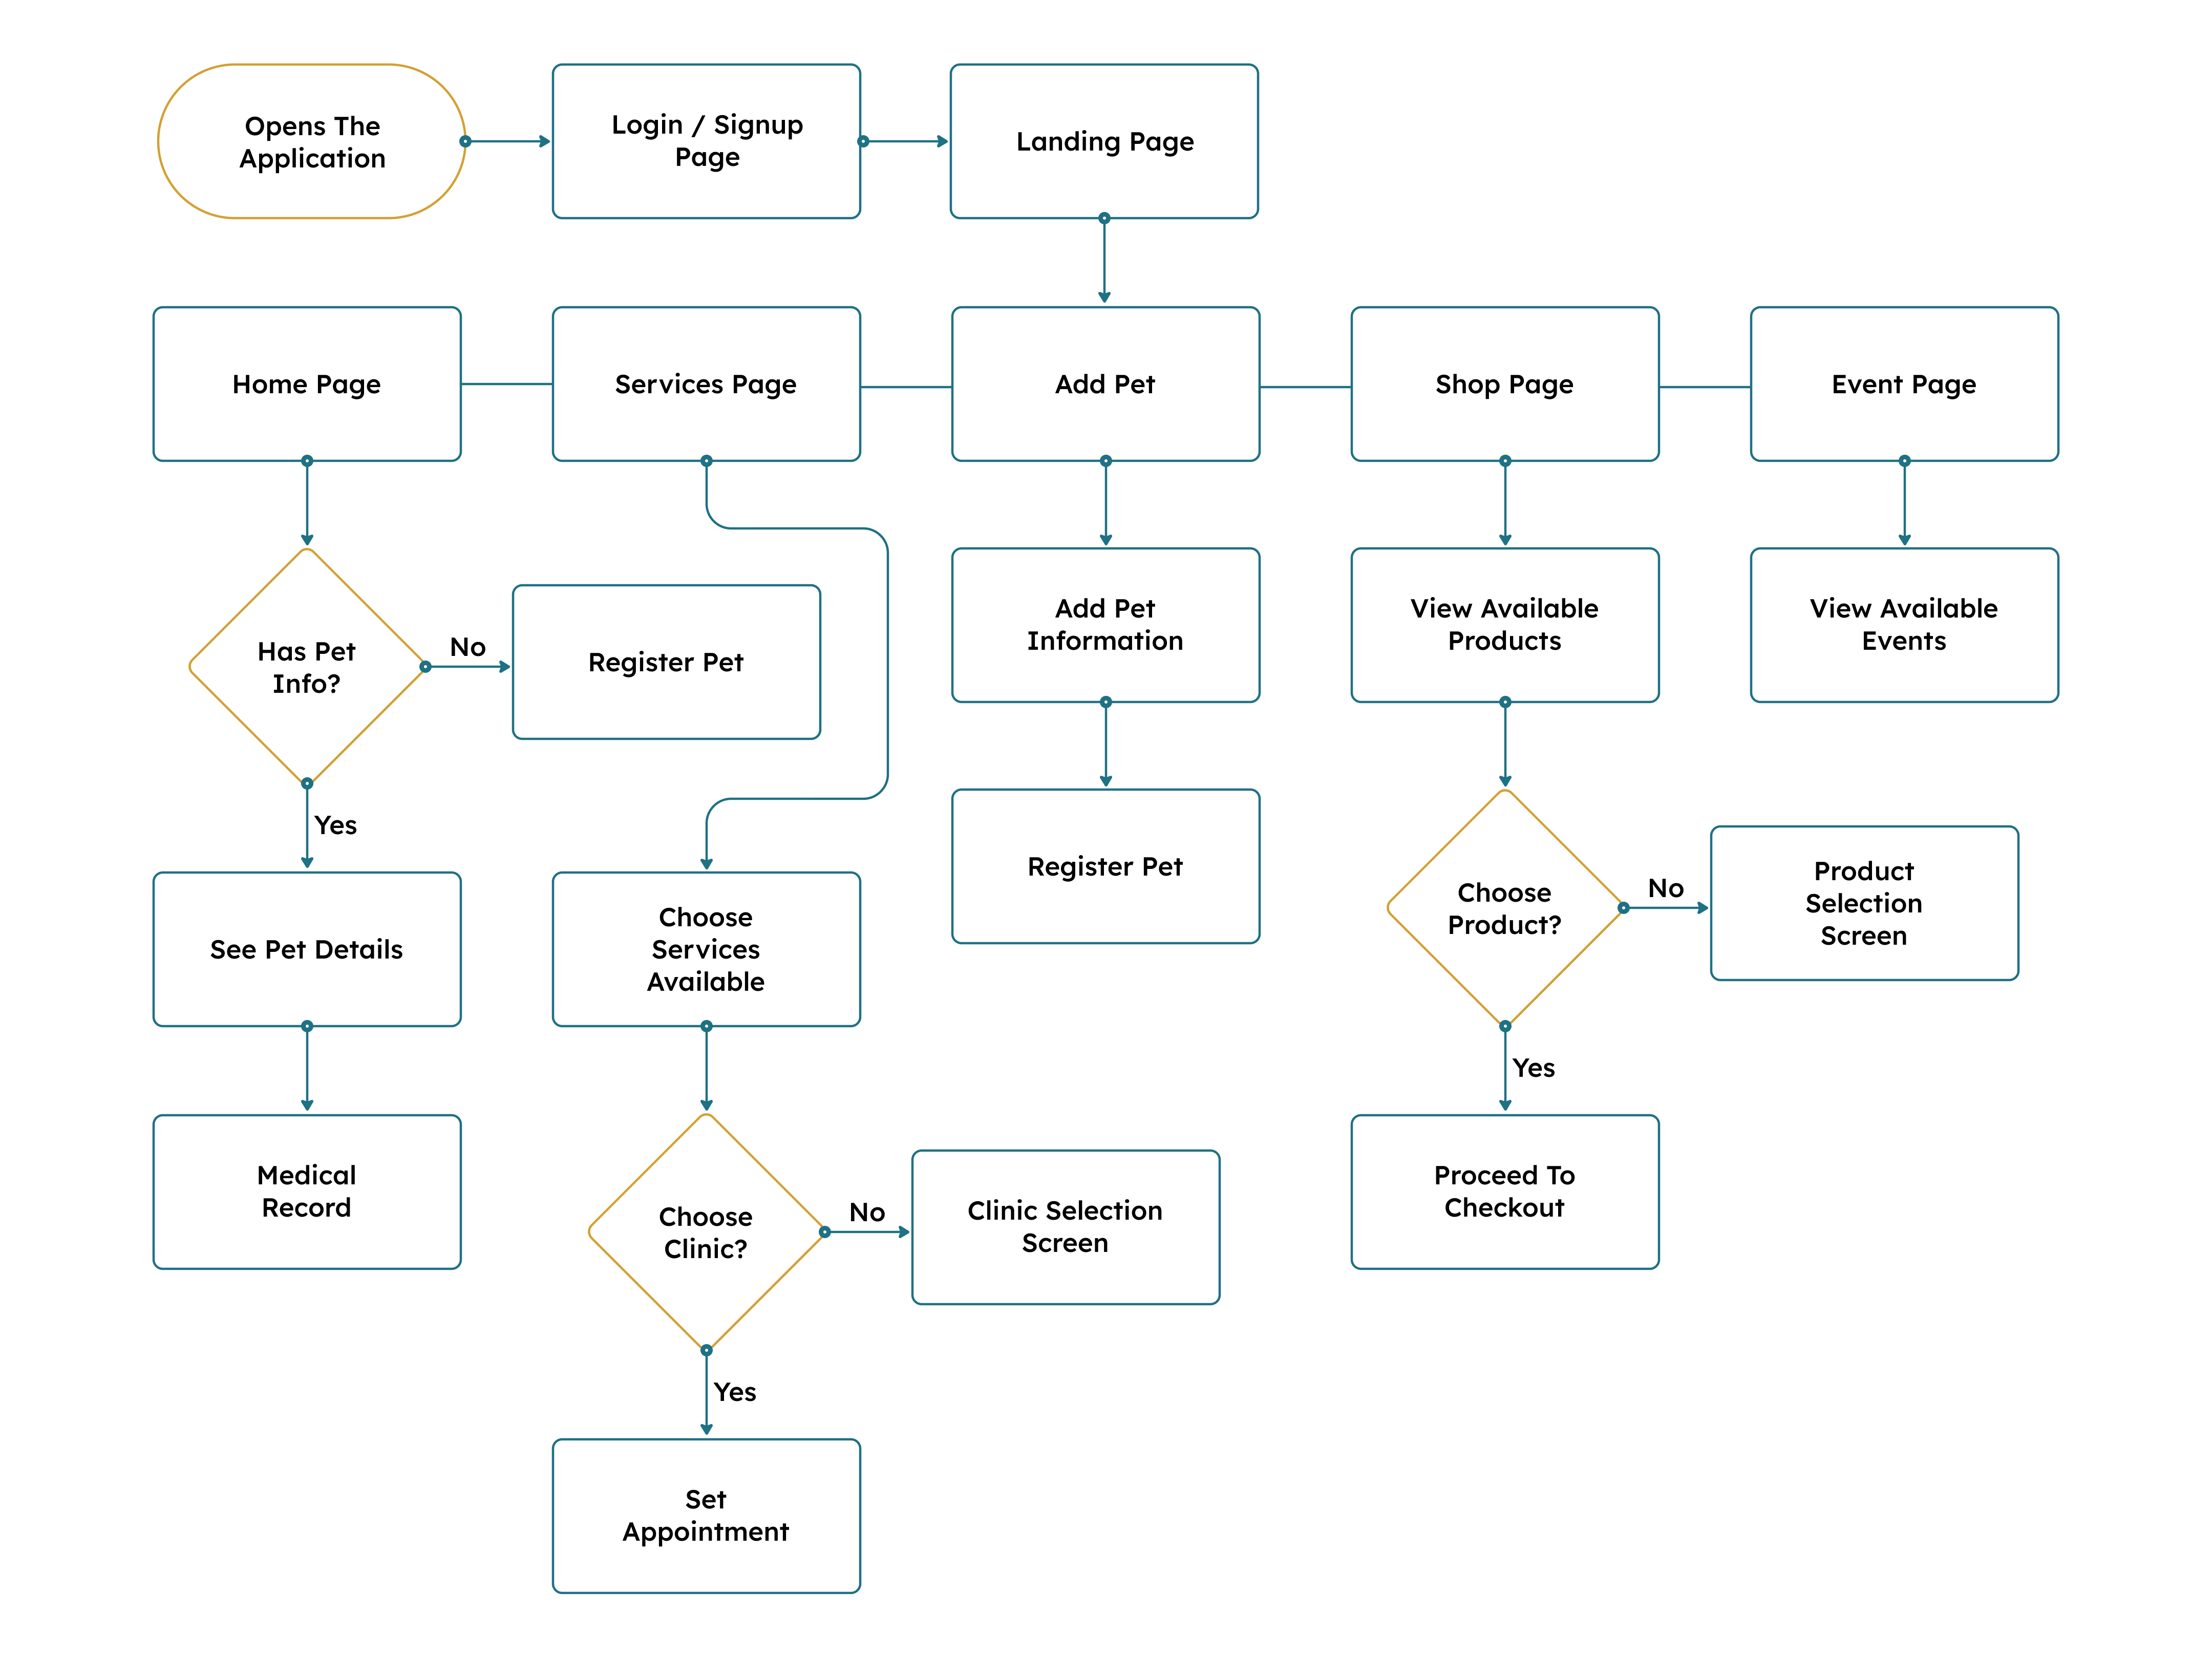 Opens The
Application
Login / Signup
Page
Landing Page
Home Page
Services Page
Add Pet
Shop Page
Event Page
Has Pet
Info?
No
Register Pet
Add Pet
Information
View Available
Products
View Available
Events
Yes
See Pet Details
Choose
Services
Available
Register Pet
Choose
Product?
No
Product
Selection
Screen
Yes
Medical
Record
Choose
Clinic?
No
Clinic Selection
Screen
Proceed To
Checkout
Yes
Set
Appointment